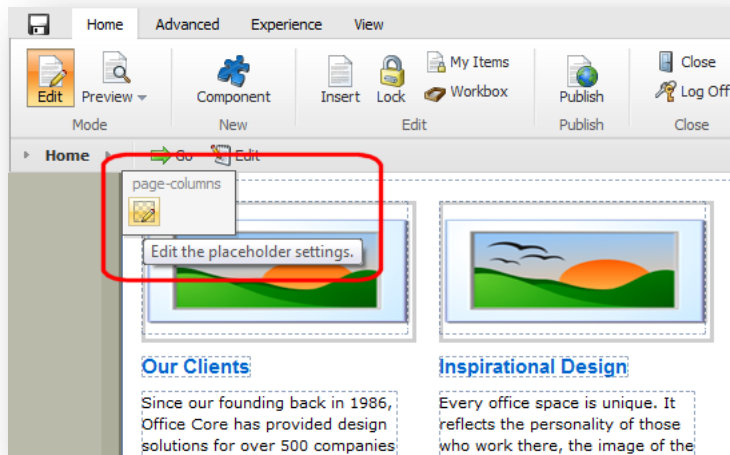 Home Advanced Experience View
Edit Preview Component Insert Lock My Items Workbox Publish Close Log Off
Mode New Edit Publish Close
Home Go Edit
page-columns
Edit the placeholder settings.
Our Clients
Since our founding back in 1986,
Office Core has provided design
solutions for over 500 companies
Inspirational Design
Every office space is unique. It
reflects the personality of those
who work there, the image of the